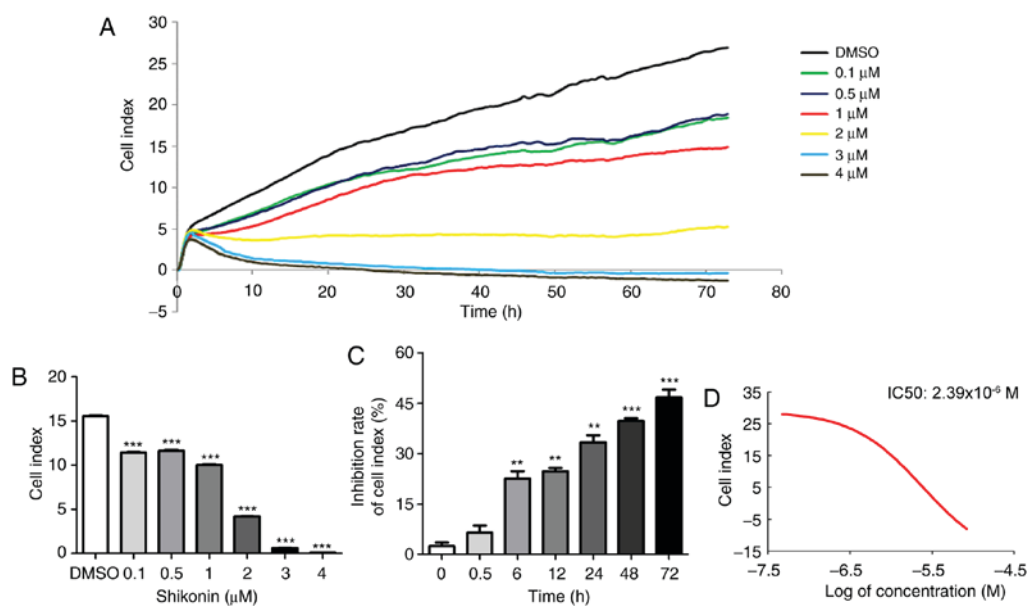 A
30
25
20
15
10
5
0
−5
Cell index
0 10 20 30 40 50 60 70 80
Time (h)
DMSO
0.1 µM
0.5 µM
1 µM
2 µM
3 µM
4 µM
B
20
15
10
5
0
Cell index
*** *** *** *** *** ***
DMSO 0.1 0.5 1 2 3 4
Shikonin (µM)
C
60
45
30
15
0
Inhibition rate
of cell index (%)
** ** ** *** ***
0 0.5 6 12 24 48 72
Time (h)
D
IC50: 2.39x10⁻⁶ M
35
25
15
5
−5
−15
Cell index
−7.5 −6.5 −5.5 −4.5
Log of concentration (M)